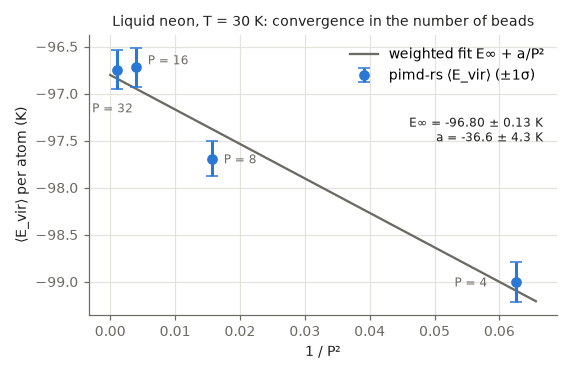 Liquid neon, T = 30 K: convergence in the number of beads
weighted fit E∞ + a/P²
pimd-rs ⟨E_vir⟩ (±1σ)
E∞ = -96.80 ± 0.13 K
a = -36.6 ± 4.3 K
P = 16
P = 32
P = 8
P = 4
⟨E_vir⟩ per atom (K)
−96.5
−97.0
−97.5
−98.0
−98.5
−99.0
0.00 0.01 0.02 0.03 0.04 0.05 0.06
1 / P²